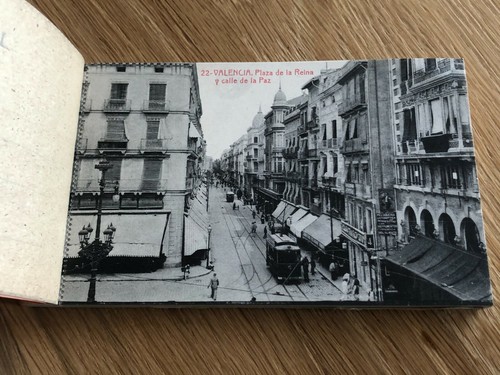 22-VALENCIA. Plaza de la Reina
y calle de la Paz